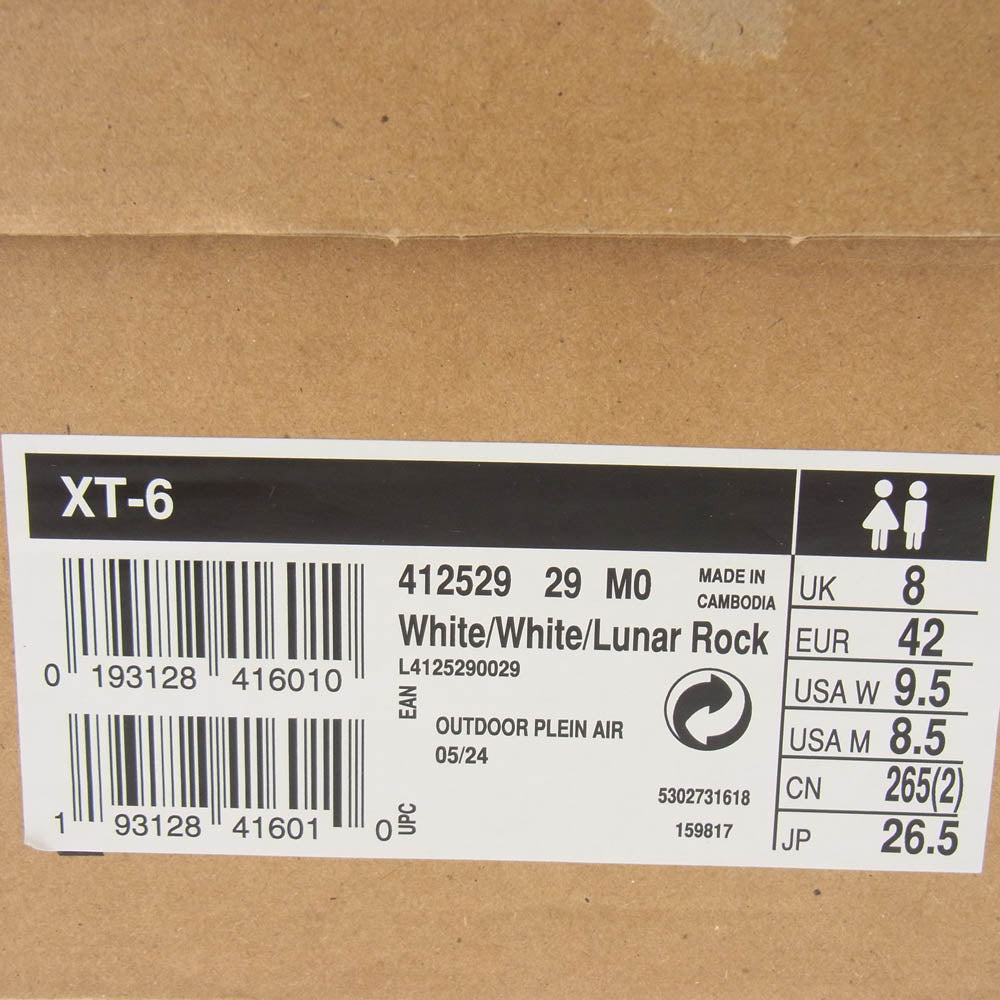 XT-6
412529 29 M0
MADE IN
CAMBODIA
White/White/Lunar Rock
L4125290029
0 193128 416010
EAN
OUTDOOR PLEIN AIR
05/24
1 93128 41601 0
UPC
5302731618
159817
UK 8
EUR 42
USA W 9.5
USA M 8.5
CN 265(2)
JP 26.5